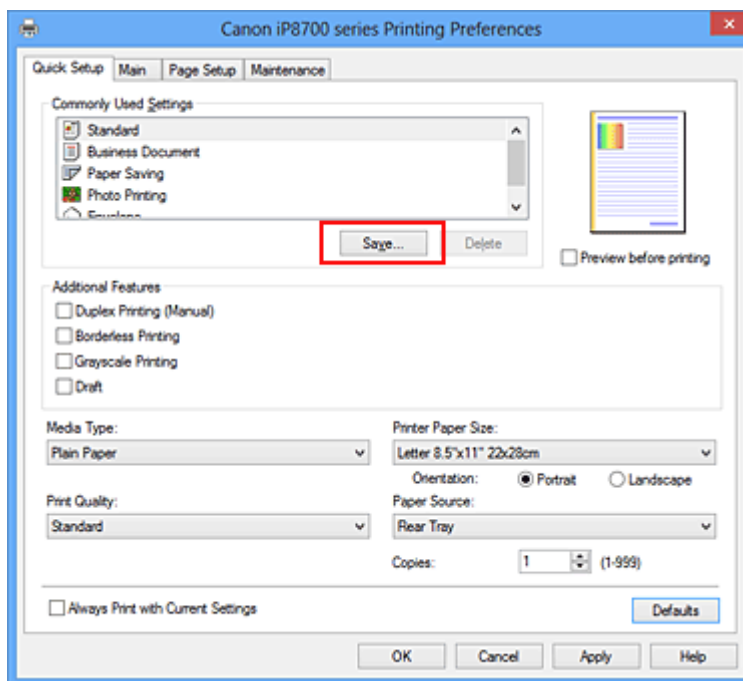 Canon iP8700 series Printing Preferences
Quick Setup Main Page Setup Maintenance
Commonly Used Settings
Standard
Business Document
Paper Saving
Photo Printing
Envelope
Save... Delete
Preview before printing
Addtional Features
Duplex Printing (Manual)
Borderless Printing
Grayscale Printing
Draft
Media Type: Printer Paper Size:
Plain Paper Letter 8.5"x11" 22x28cm
Orientation: Portrait Landscape
Print Quality: Paper Source:
Standard Rear Tray
Copies: 1 (1-999)
Always Print with Current Settings Defaults
OK Cancel Apply Help